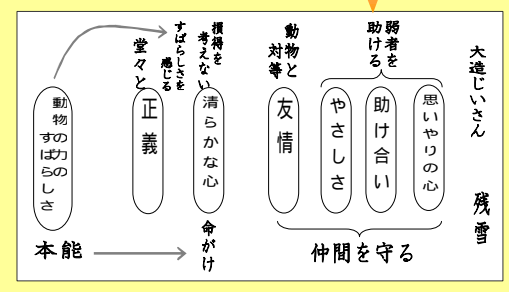 大造じいさん
残雪
弱者を
助ける
思いやりの心
助け合い
やさしさ
仲間を守る
動物と
対等
友情
損得を
考えない
清らかな心
命がけ
すばらしさを
感じる
堂々と
正義
動物の力の
すばらしさ
本能